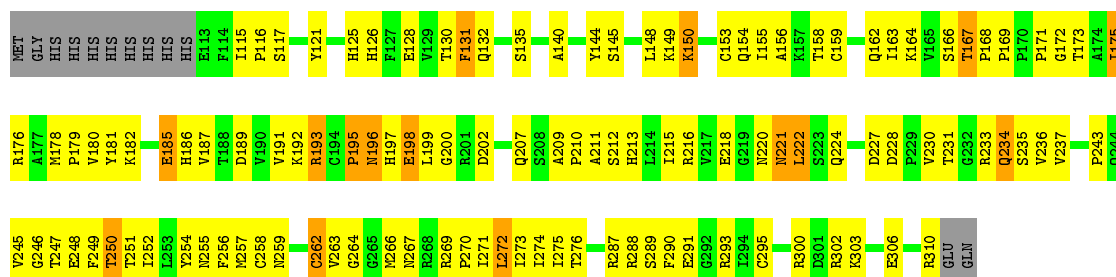 MET GLY HIS HIS HIS HIS HIS HIS HIS E113 F114 I115 P116 S117 Y121 H125 H126 F127 E128 V129 T130 F131 Q132 S135 A140 Y144 S145 L148 K149 K150 C153 Q154 I155 A156 K157 T158 C159 Q162 I163 K164 V165 S166 T167 P168 P169 P170 P171 G172 T173 A174 I175
R176 A177 M178 P179 V180 Y181 K182 E185 H186 V187 T188 D189 V190 V191 K192 R193 C194 P195 N196 H197 E198 L199 G200 R201 D202 Q207 S208 A209 P210 A211 S212 H213 L214 I215 R216 V217 E218 G219 N220 N221 L222 S223 Q224 D227 D228 P229 V230 T231 G232 R233 Q234 S235 V236 V237 P243
V245 G246 T247 E248 F249 T250 T251 I252 L253 Y254 N255 F256 M257 C258 N259 C262 V263 G264 G265 M266 N267 R268 R269 P270 I271 L272 I273 I274 I275 T276 R287 R288 S289 F290 E291 G292 R293 I294 C295 R300 D301 D302 K303 E306 R310 GLU GLN